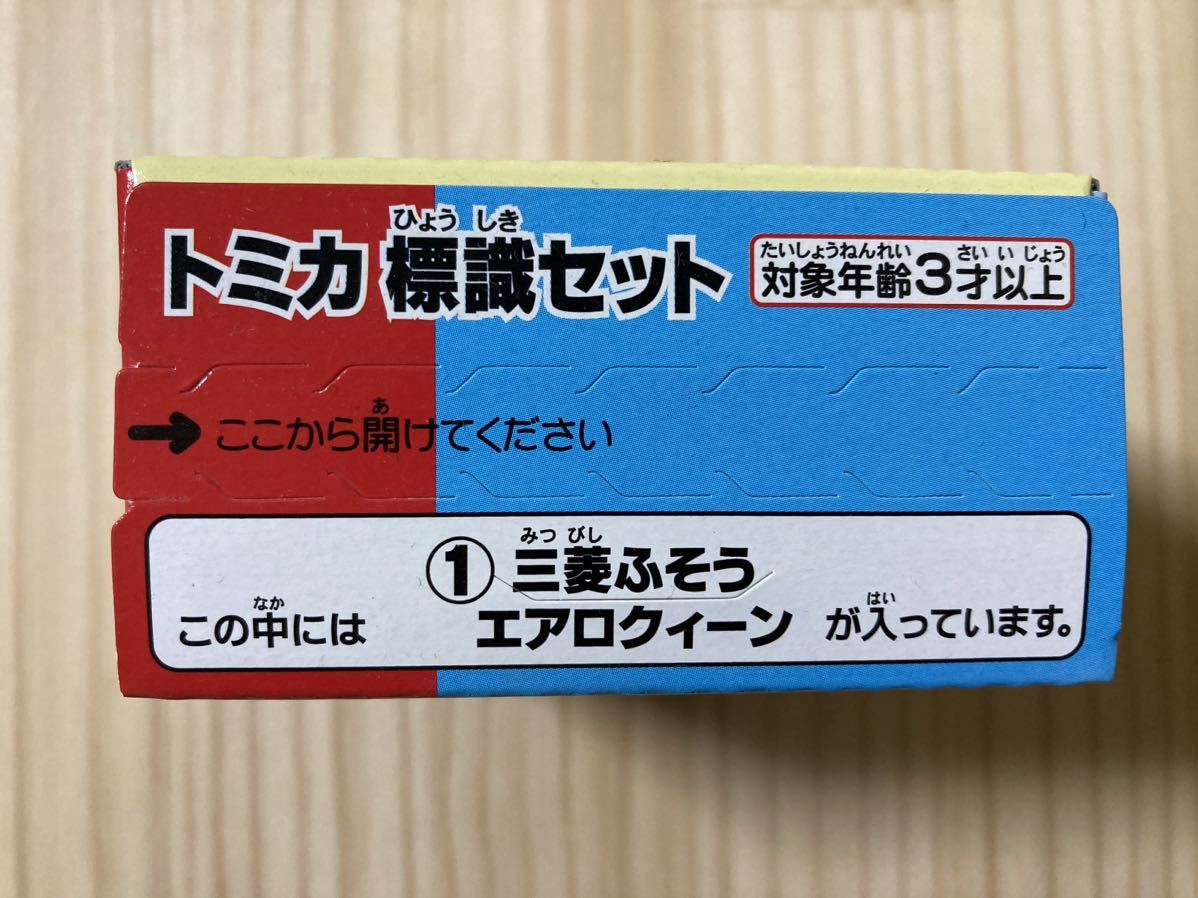 ひょう しき
トミカ 標識セット
たいしょうねんれい さい い じょう
対象年齢3才以上
あ
→ ここから開けてください
みつ びし
①三菱ふそう
なか
この中には エアロクィーン が入っています。
はい